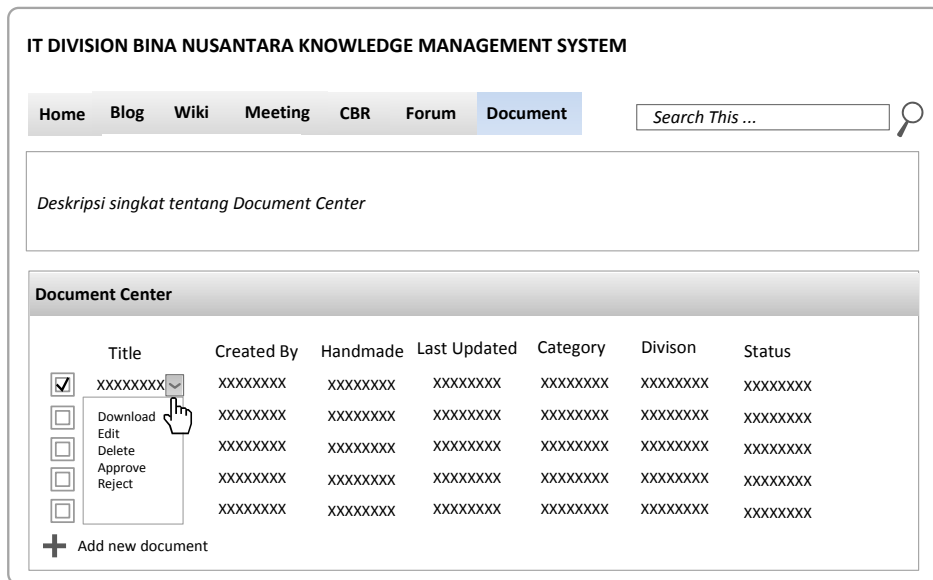 IT DIVISION BINA NUSANTARA KNOWLEDGE MANAGEMENT SYSTEM
Home Blog Wiki Meeting CBR Forum Document Search This ...
Deskripsi singkat tentang Document Center
Document Center
Title Created By Handmade Last Updated Category Divison Status
XXXXXXXX XXXXXXXX XXXXXXXX XXXXXXXX XXXXXXXX XXXXXXXX XXXXXXXX
Download XXXXXXXX XXXXXXXX XXXXXXXX XXXXXXXX XXXXXXXX XXXXXXXX
Edit
Delete XXXXXXXX XXXXXXXX XXXXXXXX XXXXXXXX XXXXXXXX XXXXXXXX
Approve
Reject XXXXXXXX XXXXXXXX XXXXXXXX XXXXXXXX XXXXXXXX XXXXXXXX
XXXXXXXX XXXXXXXX XXXXXXXX XXXXXXXX XXXXXXXX XXXXXXXX
Add new document